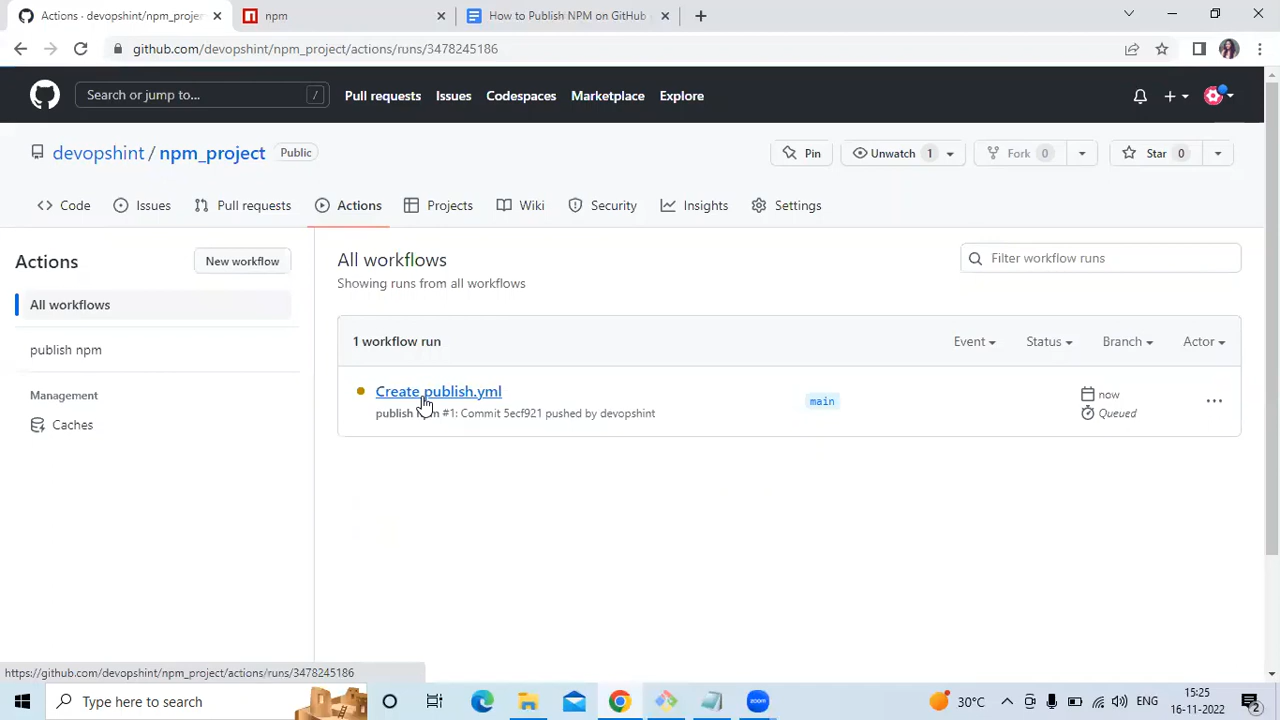 Actions · devopshint/npm_projec
npm
How to Publish NPM on GitHub
github.com/devopshint/npm_project/actions/runs/3478245186
Search or jump to...
/
Pull requests
Issues
Codespaces
Marketplace
Explore
devopshint / npm_project
Public
Pin
Unwatch 1
Fork 0
Star 0
Code
Issues
Pull requests
Actions
Projects
Wiki
Security
Insights
Settings
Actions
New workflow
All workflows
publish npm
Management
Caches
All workflows
Showing runs from all workflows
Filter workflow runs
1 workflow run
Event
Status
Branch
Actor
Create publish.yml
publish npm #1: Commit 5ecf921 pushed by devopshint
main
now
Queued
https://github.com/devopshint/npm_project/actions/runs/3478245186
Type here to search
zoom
30°C
ENG
15:25
16-11-2022
2